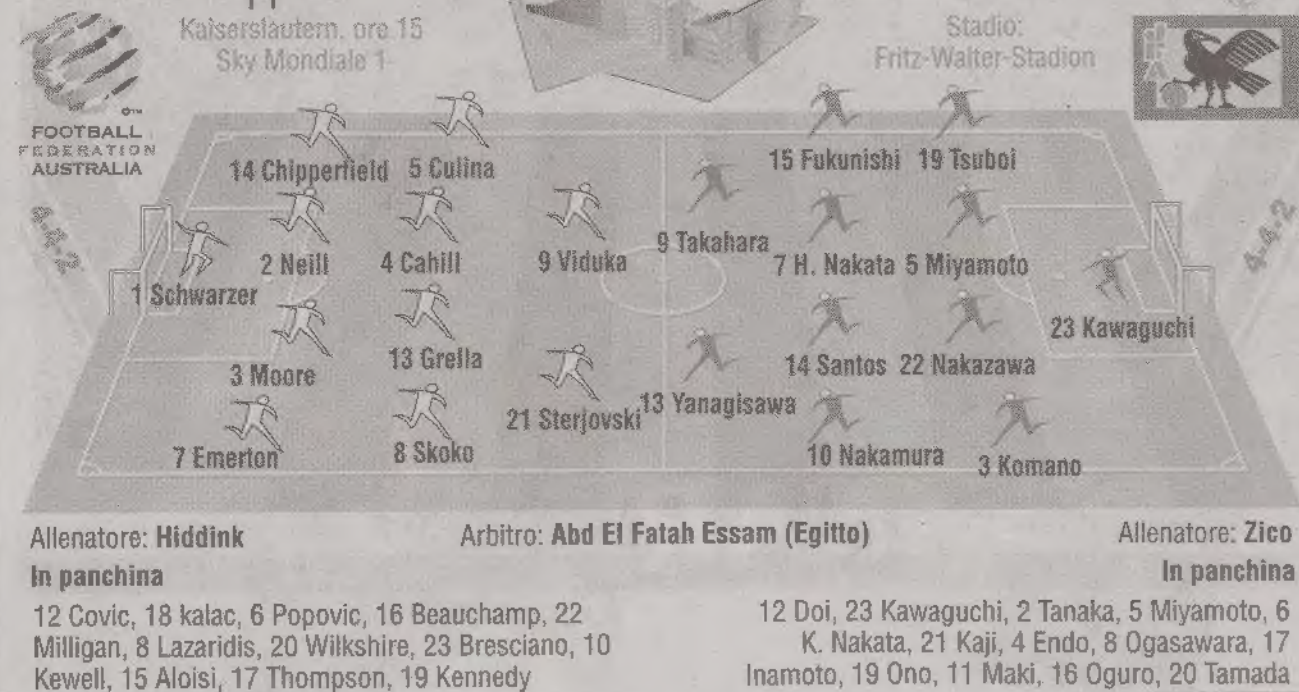 Kaiserslautern, ore 15
Sky Mondiale 1
Stadio:
Fritz-Walter-Stadion
FOOTBALL
FEDERATION
AUSTRALIA
JFA
4-4-2
4-4-2
14 Chipperfield
5 Culina
15 Fukunishi
19 Tsuboi
2 Neill
4 Cahill
9 Viduka
9 Takahara
7 H. Nakata
5 Miyamoto
1 Schwarzer
23 Kawaguchi
3 Moore
13 Grella
14 Santos
22 Nakazawa
21 Sterjovski
13 Yanagisawa
7 Emerton
8 Skoko
10 Nakamura
3 Komano
Allenatore: Hiddink
Arbitro: Abd El Fatah Essam (Egitto)
Allenatore: Zico
In panchina
In panchina
12 Covic, 18 kalac, 6 Popovic, 16 Beauchamp, 22
Milligan, 8 Lazaridis, 20 Wilkshire, 23 Bresciano, 10
Kewell, 15 Aloisi, 17 Thompson, 19 Kennedy
12 Doi, 23 Kawaguchi, 2 Tanaka, 5 Miyamoto, 6
K. Nakata, 21 Kaji, 4 Endo, 8 Ogasawara, 17
Inamoto, 19 Ono, 11 Maki, 16 Oguro, 20 Tamada